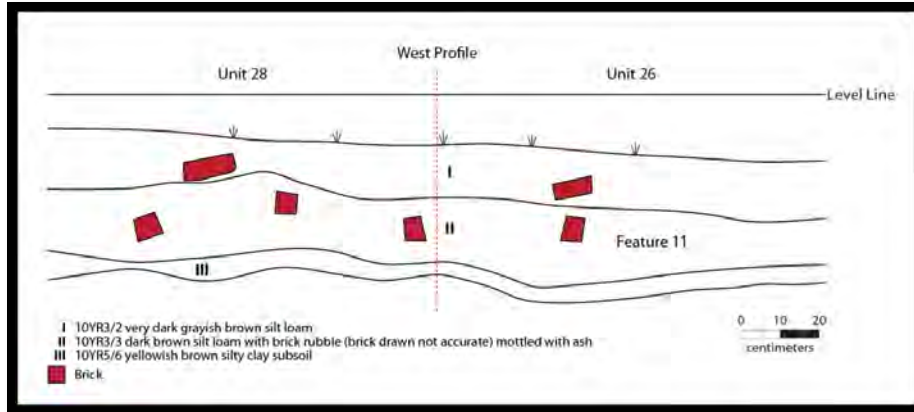 West Profile
Unit 28
Unit 26
Level Line
I
II
Feature 11
III
I 10YR3/2 very dark grayish brown silt loam
II 10YR3/3 dark brown silt loam with brick rubble (brick drawn not accurate) mottled with ash
III 10YR5/6 yellowish brown silty clay subsoil
Brick
0 10 20
centimeters